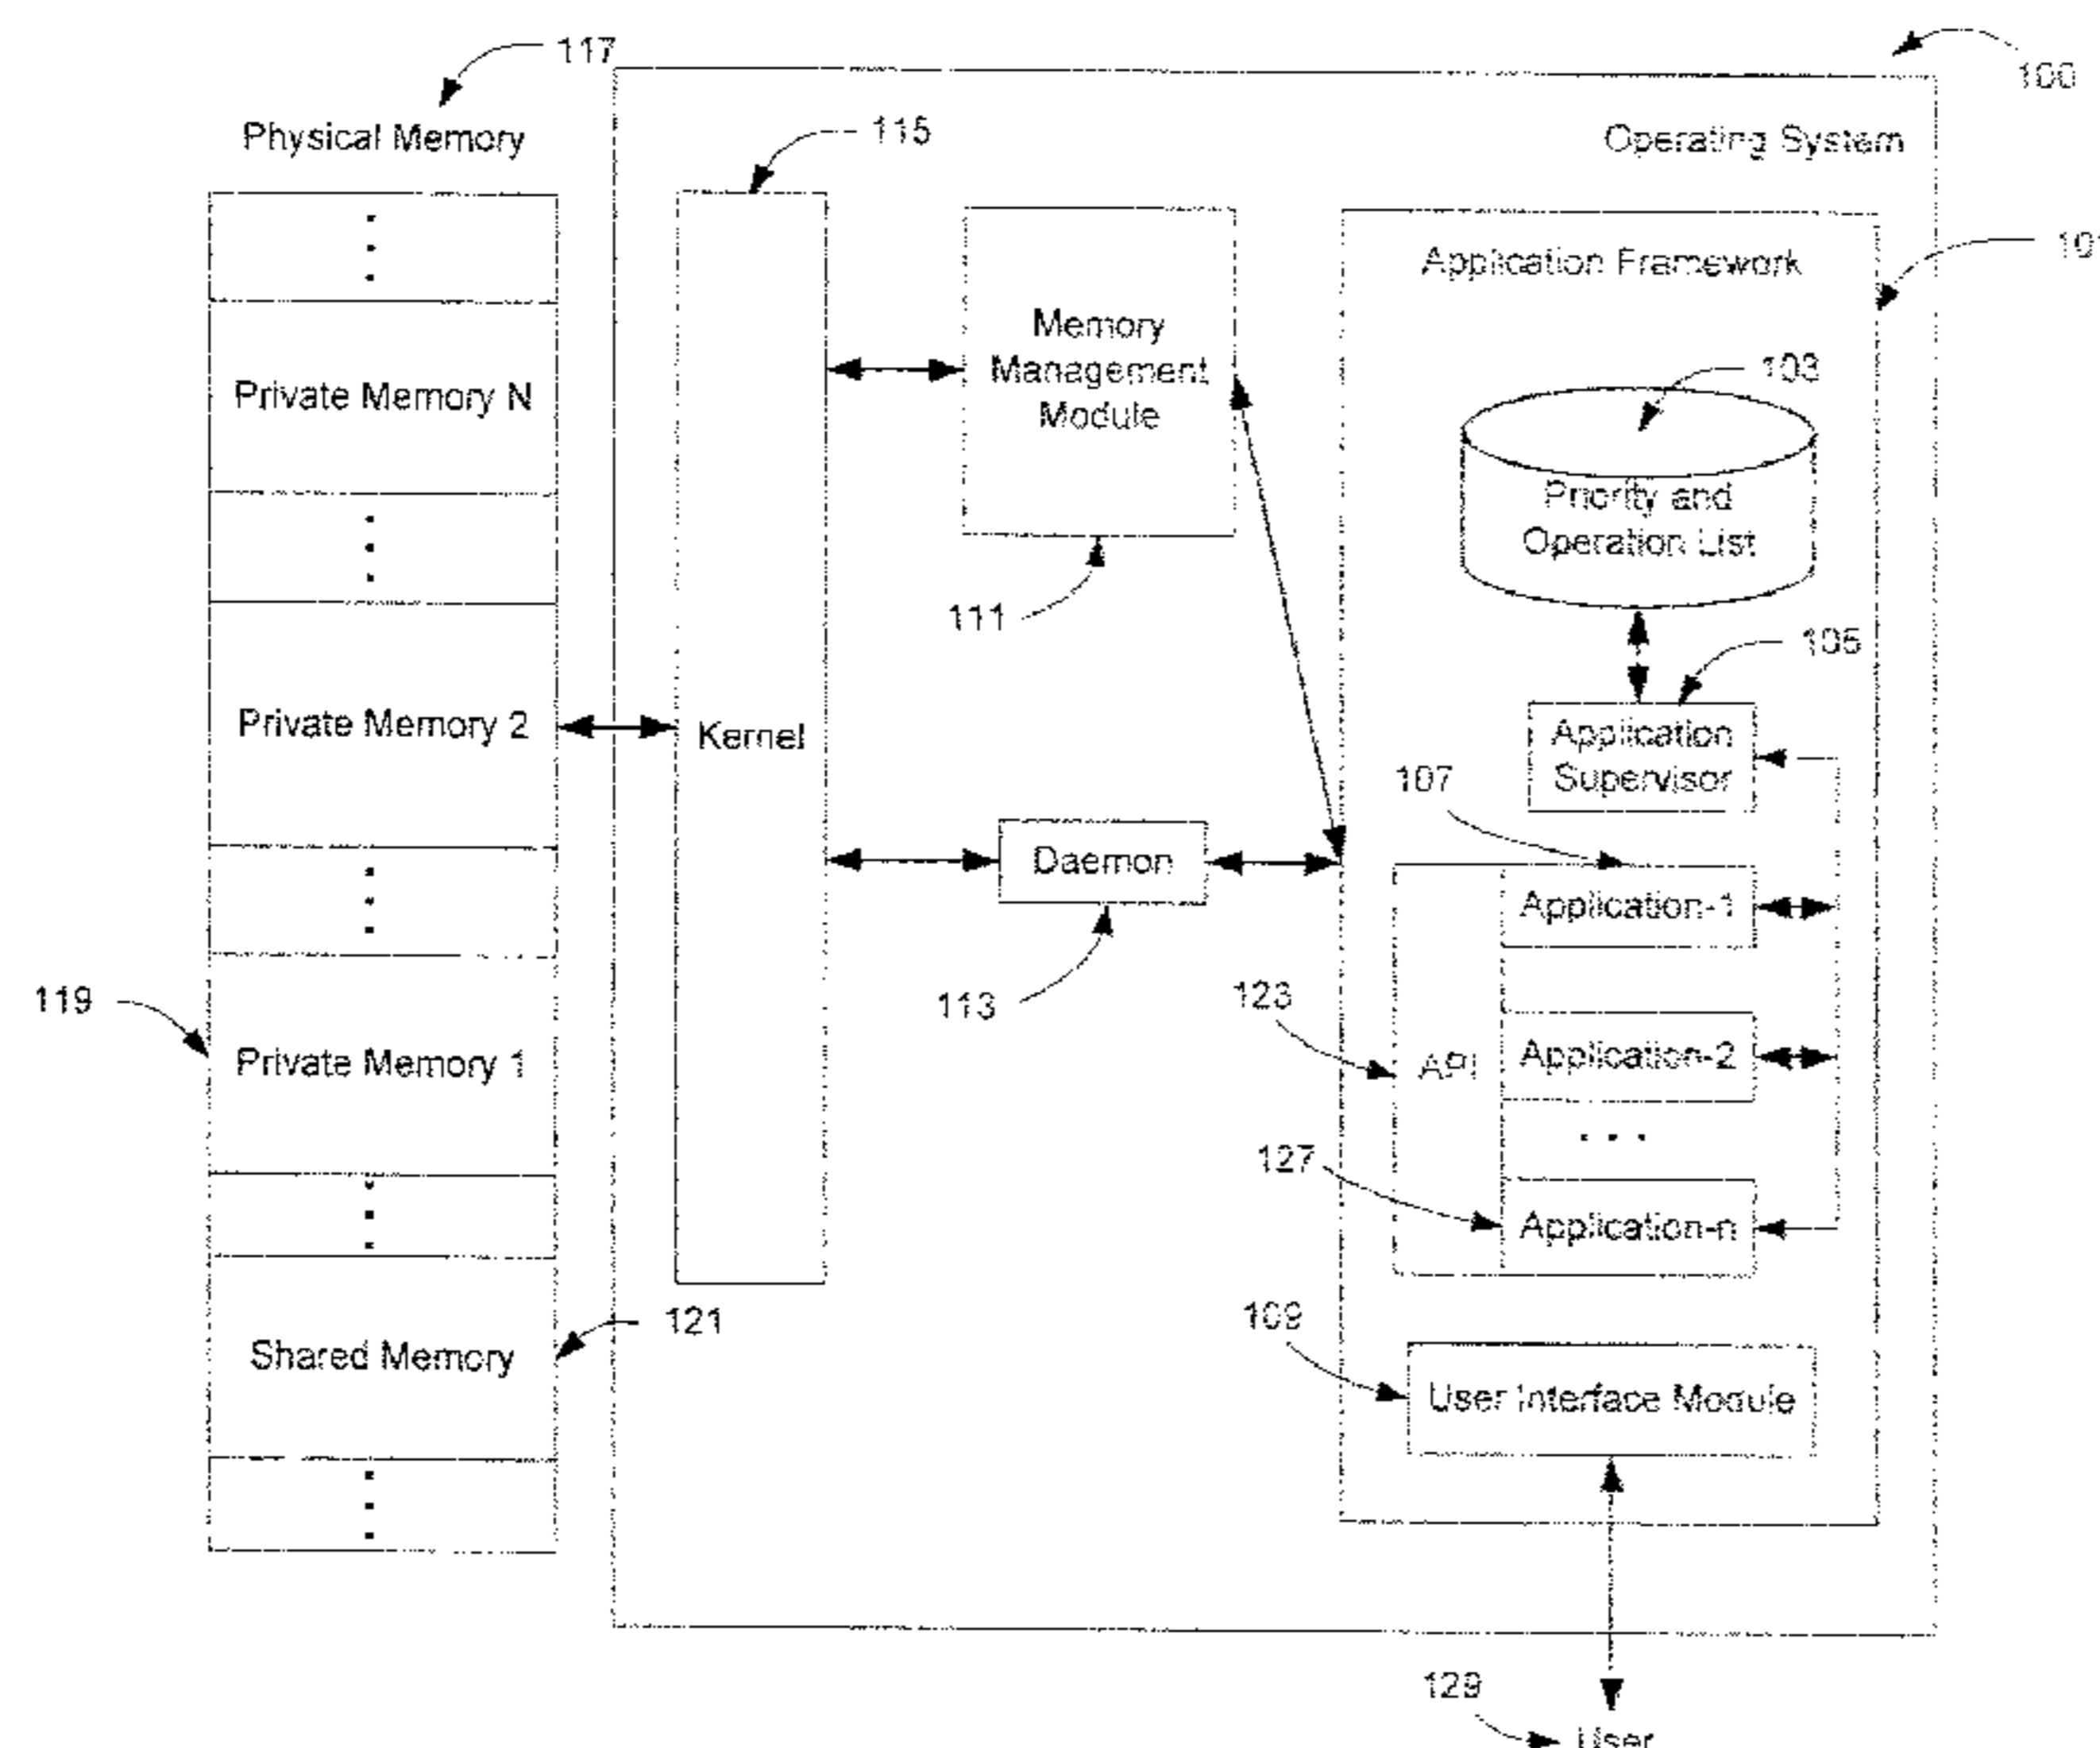 117
100
115
Physical Memory
Operating System
Application Framework
101
Memory
Management
Module
103
Private Memory N
Priority and
Operation List
111
105
Private Memory 2
Kernel
Application
Supervisor
107
Daemon
Application-1
119
113
123
Private Memory 1
API
Application-2
127
Application-n
109
121
Shared Memory
User Interface Module
129
User